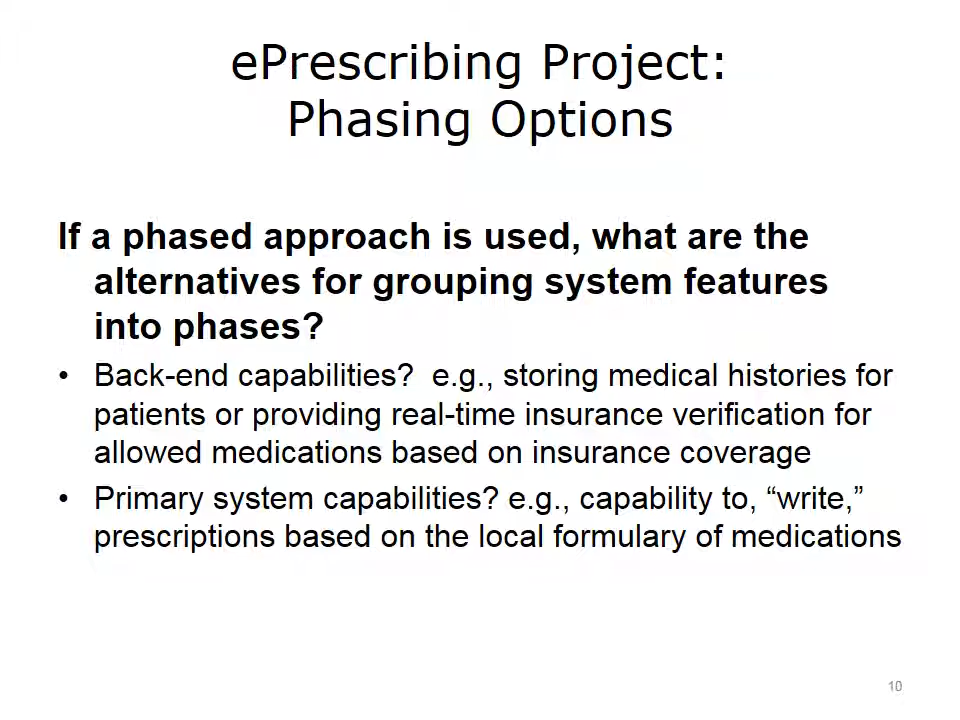 ePrescribing Project:
Phasing Options
If a phased approach is used, what are the
alternatives for grouping system features
into phases?
• Back-end capabilities?  e.g., storing medical histories for
patients or providing real-time insurance verification for
allowed medications based on insurance coverage
• Primary system capabilities? e.g., capability to, “write,”
prescriptions based on the local formulary of medications
10